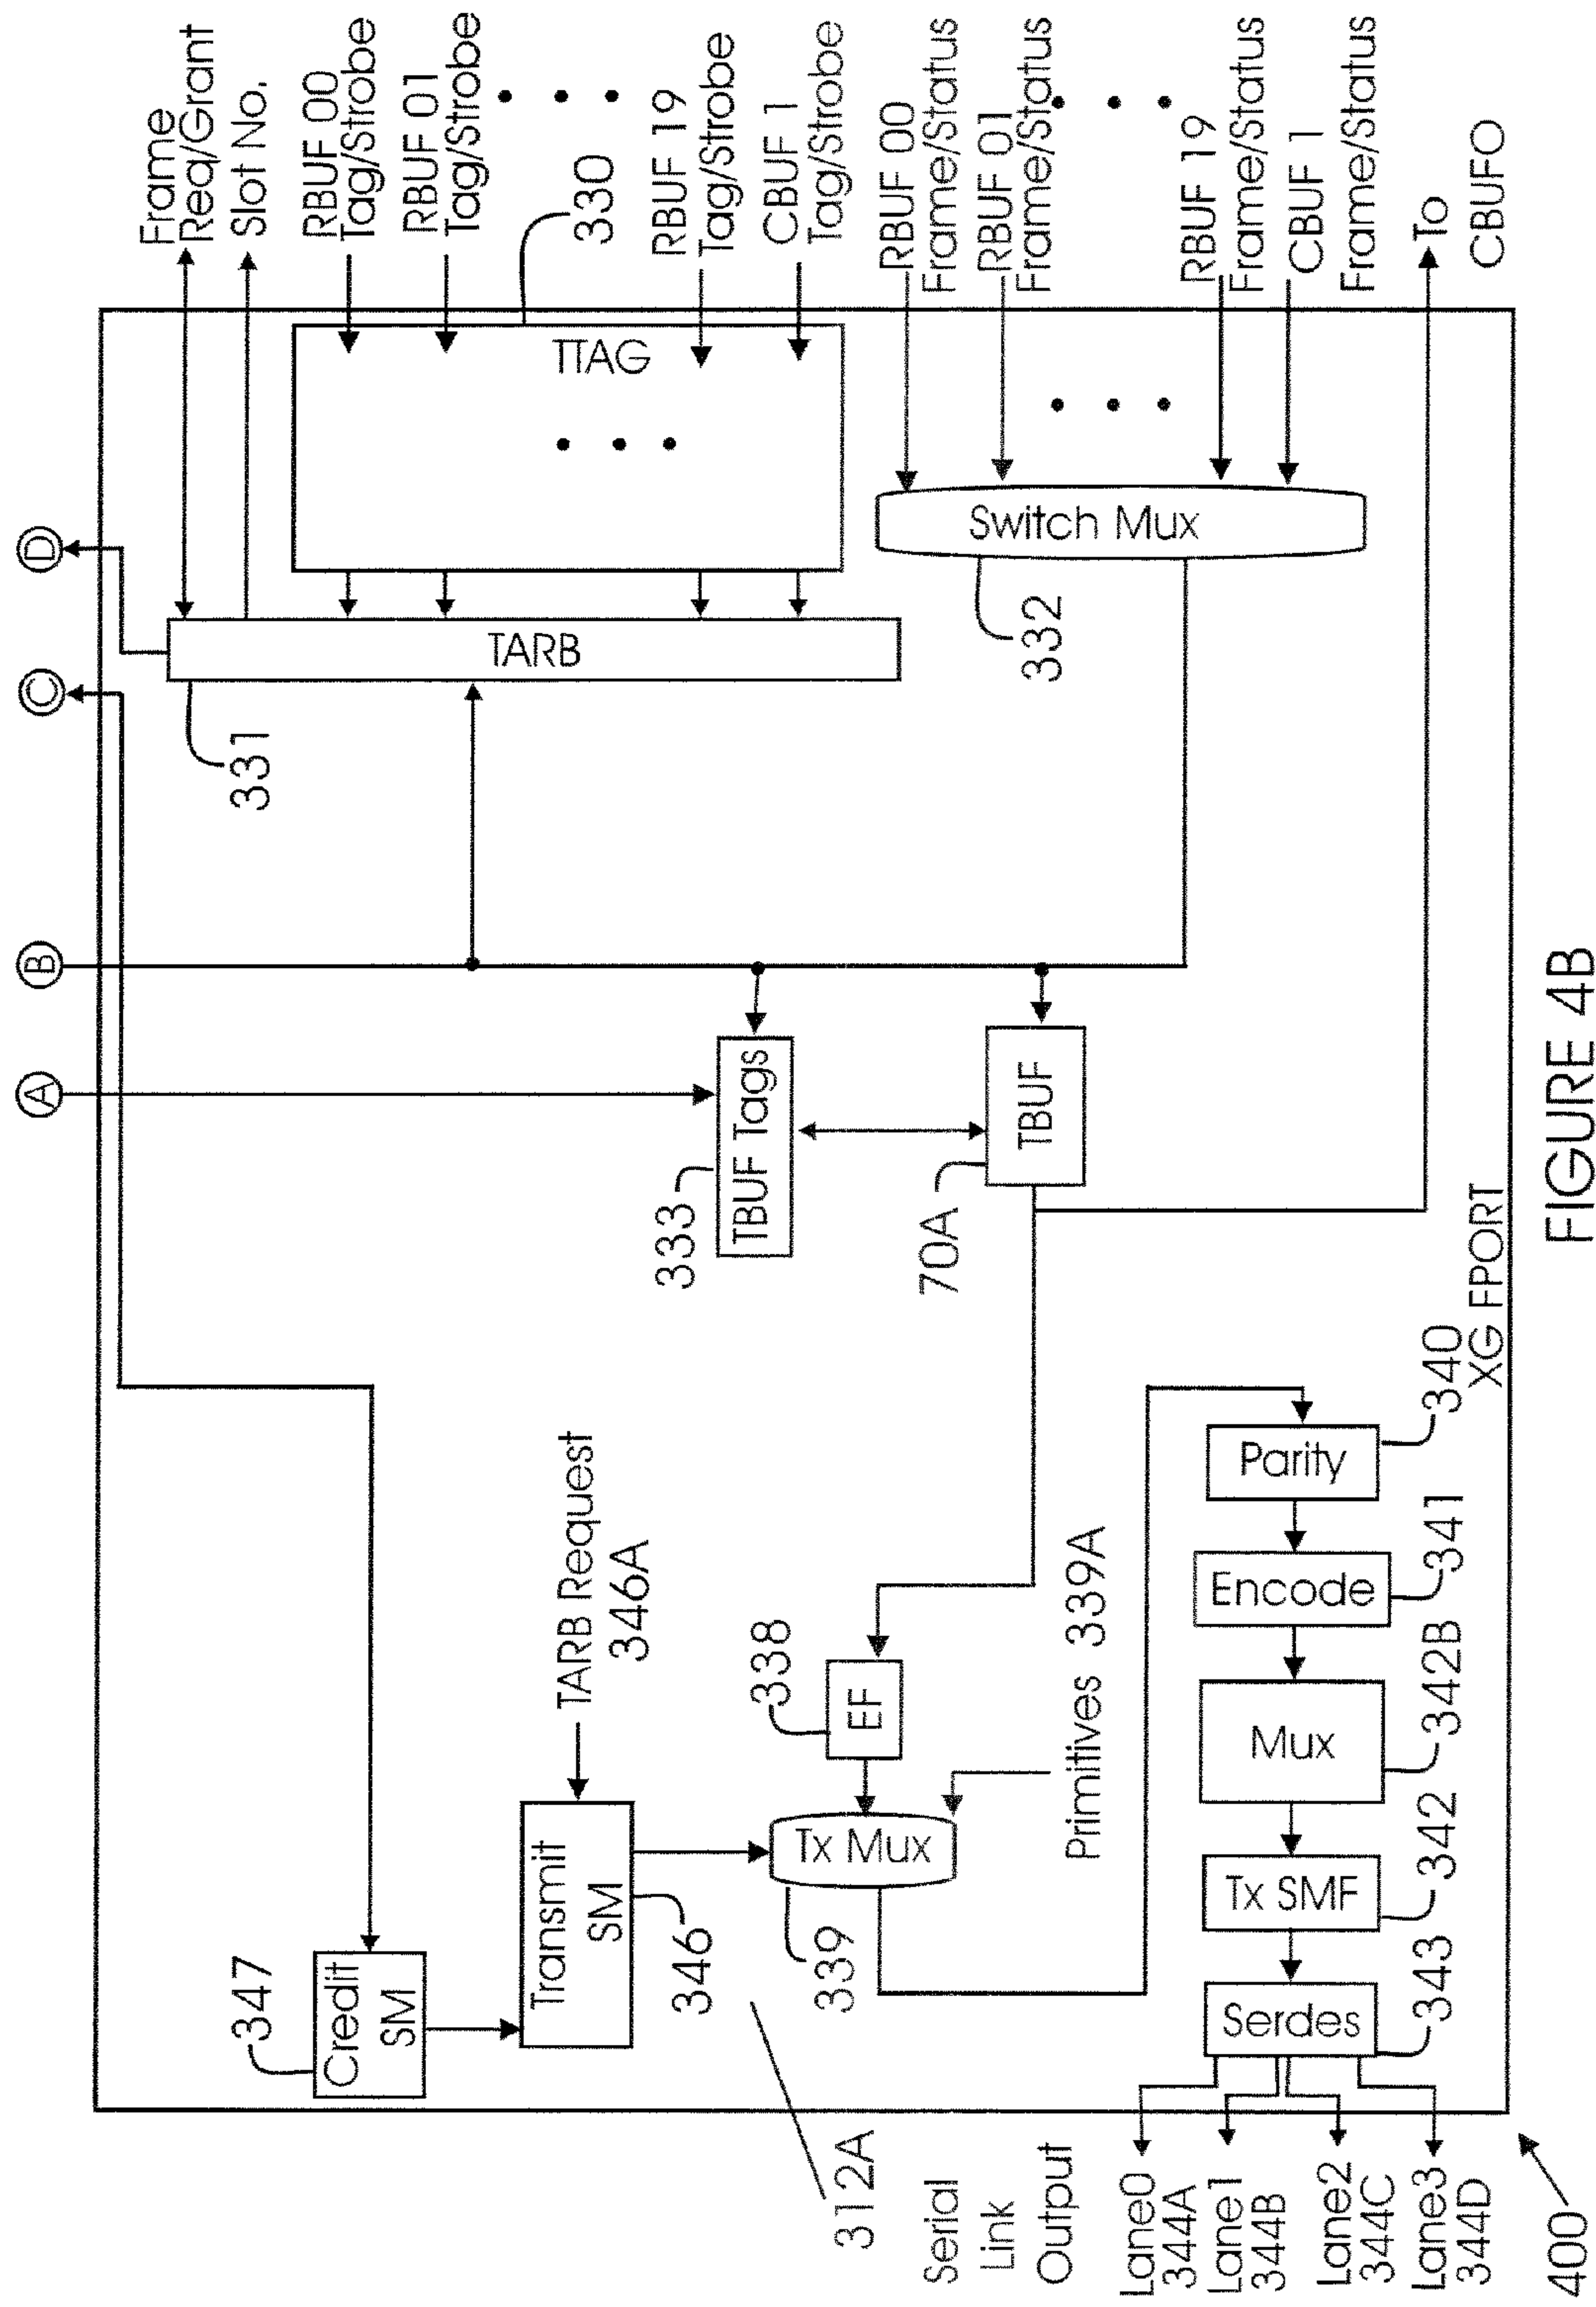 Frame
Req/Grant
Slot No.
RBUF 00
Tag/Strobe
RBUF 01
Tag/Strobe
330
RBUF 19
Tag/Strobe
CBUF 1
Tag/Strobe
RBUF 00
Frame/Status
RBUF 01
Frame/Status
RBUF 19
Frame/Status
CBUF 1
Frame/Status
To
CBUFO
TTAG
Switch Mux
332
D
C
B
A
TARB
331
TBUF Tags
333
TBUF
70A
XG FPORT
TARB Request
346A
347
Credit
SM
Transmit
SM
346
338
EF
Tx Mux
339
Primitives 339A
Parity
340
Encode
341
Mux
342B
Tx SMF
342
Serdes
343
312A
Serial
Link
Output
Lane0
344A
Lane1
344B
Lane2
344C
Lane3
344D
400
FIGURE 4B